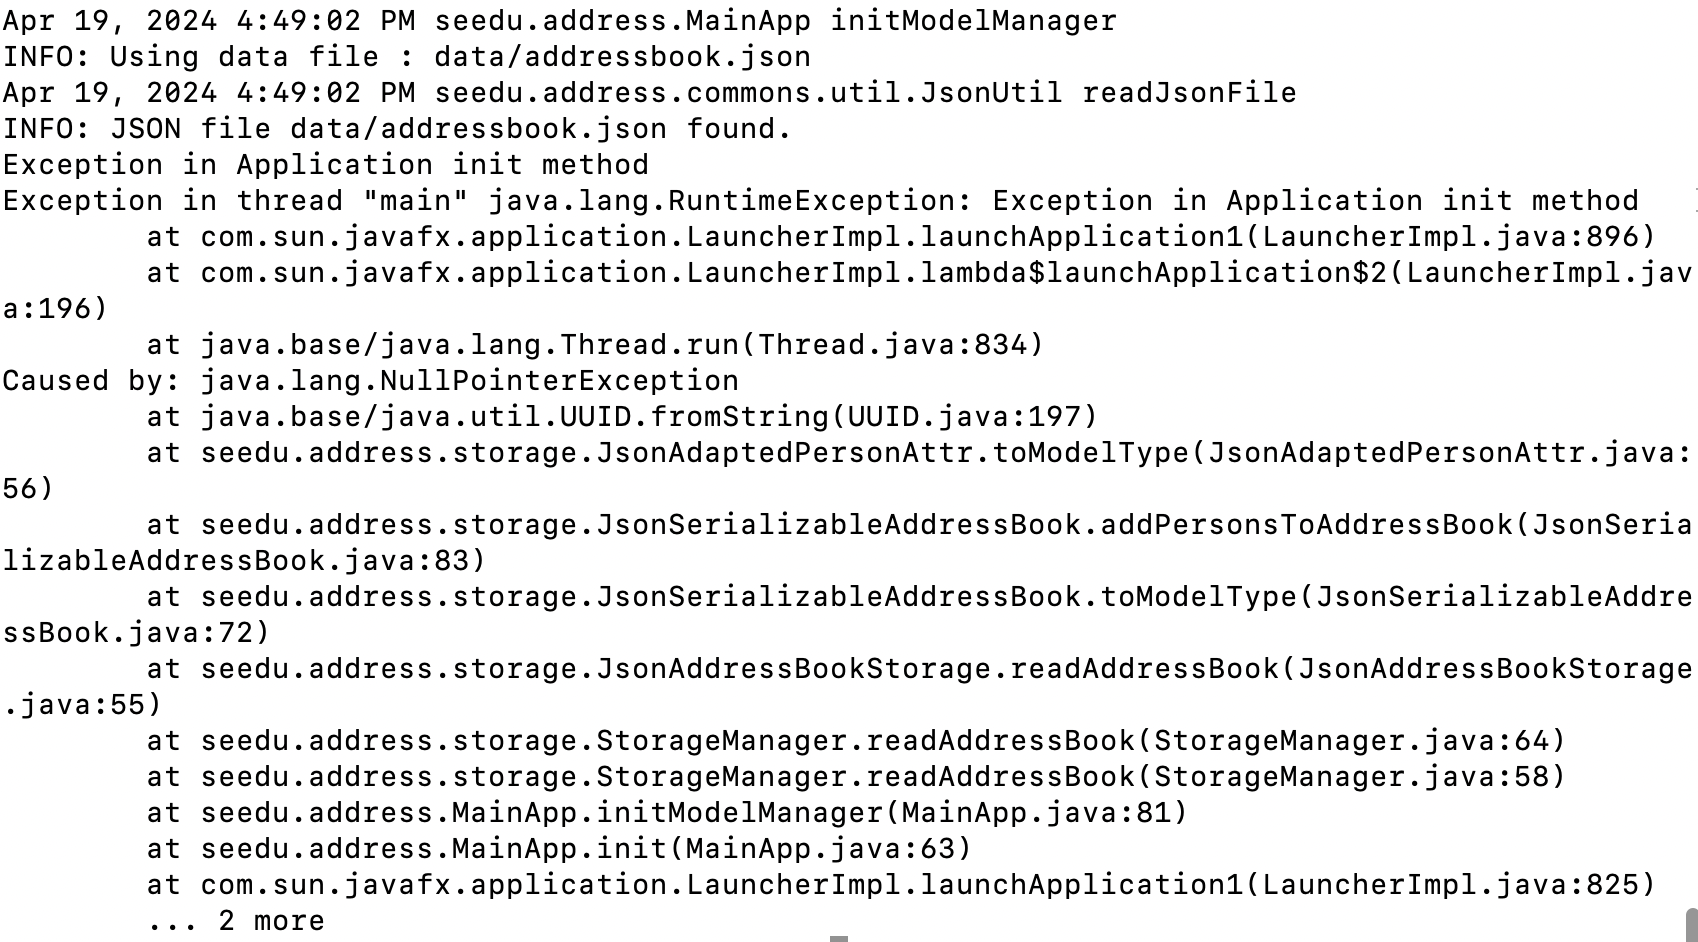 Apr 19, 2024 4:49:02 PM seedu.address.MainApp initModelManager
INFO: Using data file : data/addressbook.json
Apr 19, 2024 4:49:02 PM seedu.address.commons.util.JsonUtil readJsonFile
INFO: JSON file data/addressbook.json found.
Exception in Application init method
Exception in thread "main" java.lang.RuntimeException: Exception in Application init method
        at com.sun.javafx.application.LauncherImpl.launchApplication1(LauncherImpl.java:896)
        at com.sun.javafx.application.LauncherImpl.lambda$launchApplication$2(LauncherImpl.jav
a:196)
        at java.base/java.lang.Thread.run(Thread.java:834)
Caused by: java.lang.NullPointerException
        at java.base/java.util.UUID.fromString(UUID.java:197)
        at seedu.address.storage.JsonAdaptedPersonAttr.toModelType(JsonAdaptedPersonAttr.java:
56)
        at seedu.address.storage.JsonSerializableAddressBook.addPersonsToAddressBook(JsonSeria
lizableAddressBook.java:83)
        at seedu.address.storage.JsonSerializableAddressBook.toModelType(JsonSerializableAddre
ssBook.java:72)
        at seedu.address.storage.JsonAddressBookStorage.readAddressBook(JsonAddressBookStorage
.java:55)
        at seedu.address.storage.StorageManager.readAddressBook(StorageManager.java:64)
        at seedu.address.storage.StorageManager.readAddressBook(StorageManager.java:58)
        at seedu.address.MainApp.initModelManager(MainApp.java:81)
        at seedu.address.MainApp.init(MainApp.java:63)
        at com.sun.javafx.application.LauncherImpl.launchApplication1(LauncherImpl.java:825)
        ... 2 more